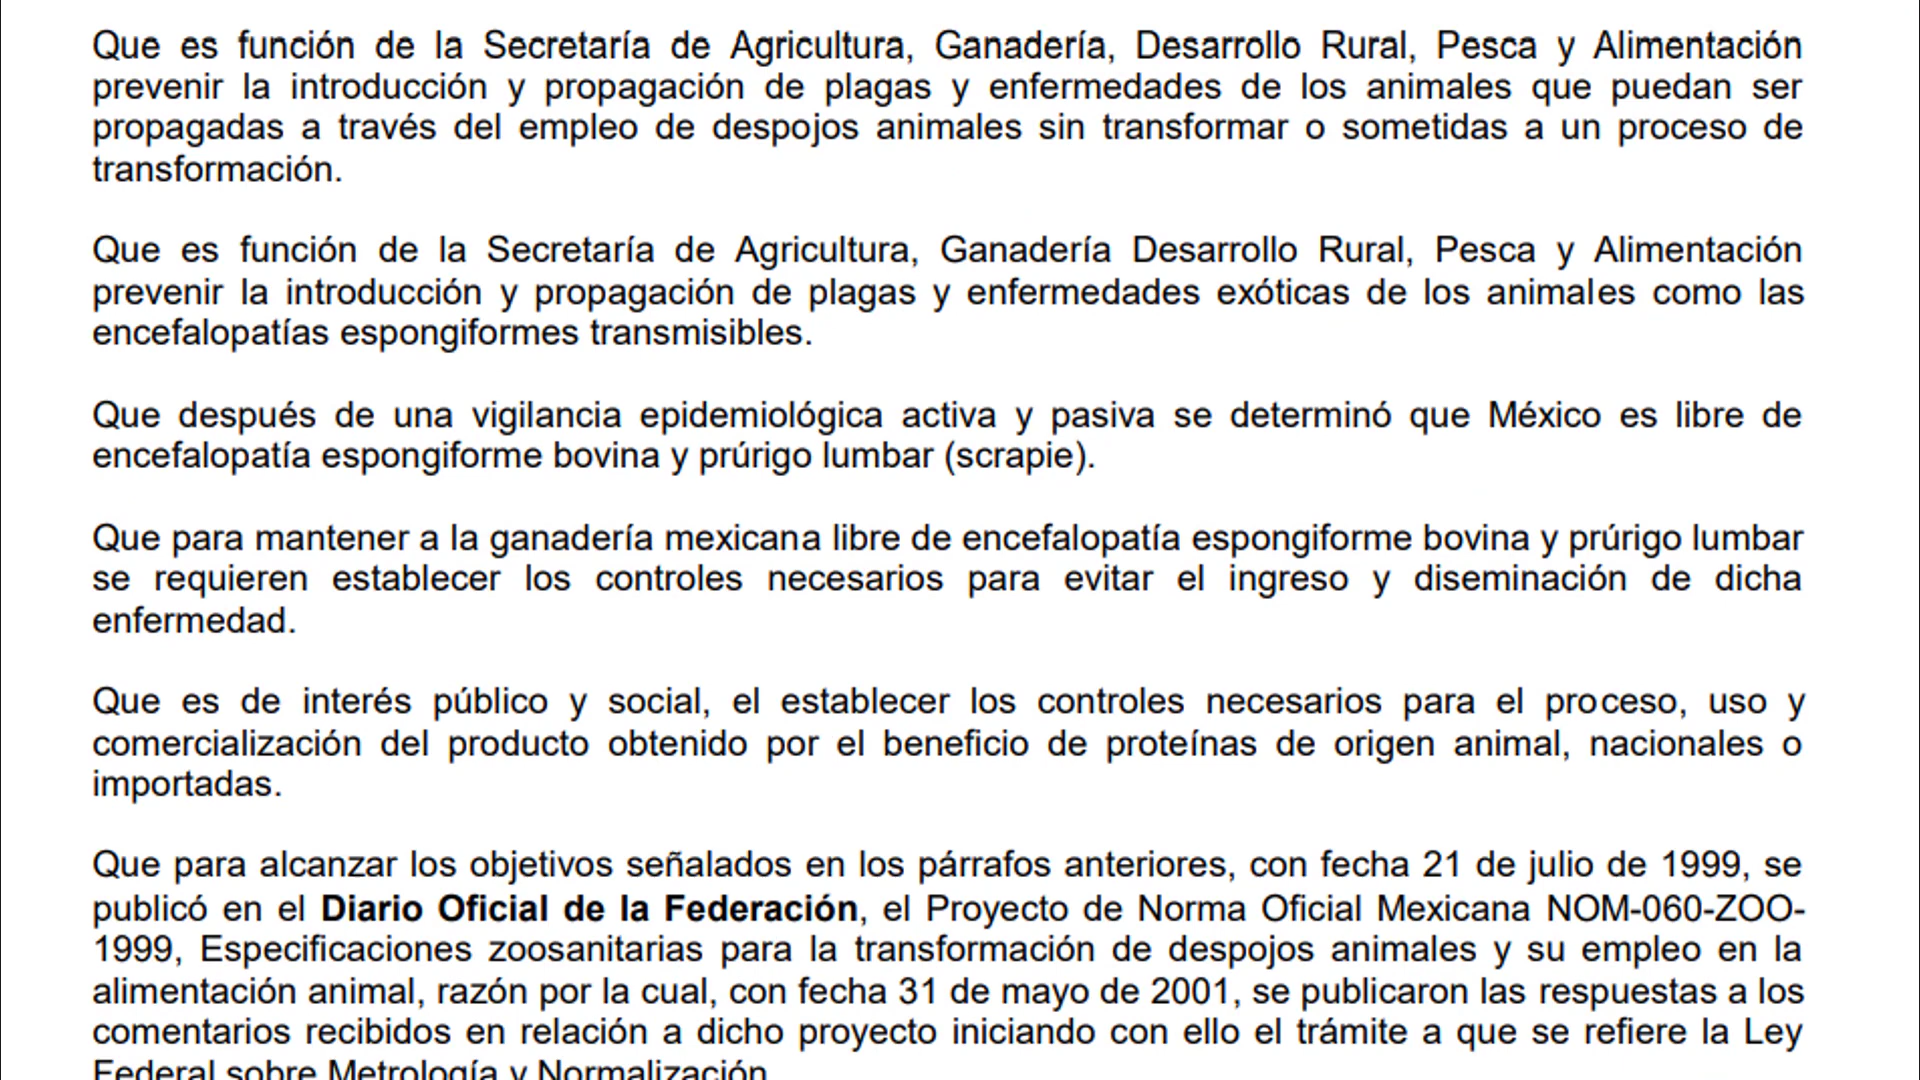 Que es función de la Secretaría de Agricultura, Ganadería, Desarrollo Rural, Pesca y Alimentación
prevenir la introducción y propagación de plagas y enfermedades de los animales que puedan ser
propagadas a través del empleo de despojos animales sin transformar o sometidas a un proceso de
transformación.
Que es función de la Secretaría de Agricultura, Ganadería Desarrollo Rural, Pesca y Alimentación
prevenir la introducción y propagación de plagas y enfermedades exóticas de los animales como las
encefalopatías espongiformes transmisibles.
Que después de una vigilancia epidemiológica activa y pasiva se determinó que México es libre de
encefalopatía espongiforme bovina y prúrigo lumbar (scrapie).
Que para mantener a la ganadería mexicana libre de encefalopatía espongiforme bovina y prúrigo lumbar
se requieren establecer los controles necesarios para evitar el ingreso y diseminación de dicha
enfermedad.
Que es de interés público y social, el establecer los controles necesarios para el proceso, uso y
comercialización del producto obtenido por el beneficio de proteínas de origen animal, nacionales o
importadas.
Que para alcanzar los objetivos señalados en los párrafos anteriores, con fecha 21 de julio de 1999, se
publicó en el Diario Oficial de la Federación, el Proyecto de Norma Oficial Mexicana NOM-060-ZOO-
1999, Especificaciones zoosanitarias para la transformación de despojos animales y su empleo en la
alimentación animal, razón por la cual, con fecha 31 de mayo de 2001, se publicaron las respuestas a los
comentarios recibidos en relación a dicho proyecto iniciando con ello el trámite a que se refiere la Ley
Federal sobre Metrología y Normalización.